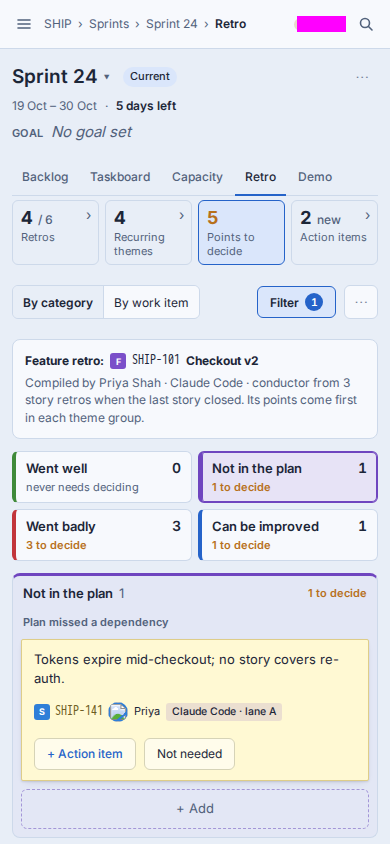 SHIP › Sprints › Sprint 24 › Retro
Sprint 24 Current
19 Oct – 30 Oct · 5 days left
GOAL No goal set
Backlog Taskboard Capacity Retro Demo
4 / 6 › 4 › 5 2 new ›
Retros Recurring themes Points to decide Action items
By category By work item Filter 1
Feature retro: F SHIP-101 Checkout v2
Compiled by Priya Shah · Claude Code · conductor from 3
story retros when the last story closed. Its points come first
in each theme group.
Went well 0 Not in the plan 1
never needs deciding 1 to decide
Went badly 3 Can be improved 1
3 to decide 1 to decide
Not in the plan 1 1 to decide
Plan missed a dependency
Tokens expire mid-checkout; no story covers re-
auth.
S SHIP-141 Priya Claude Code · lane A
+ Action item Not needed
+ Add